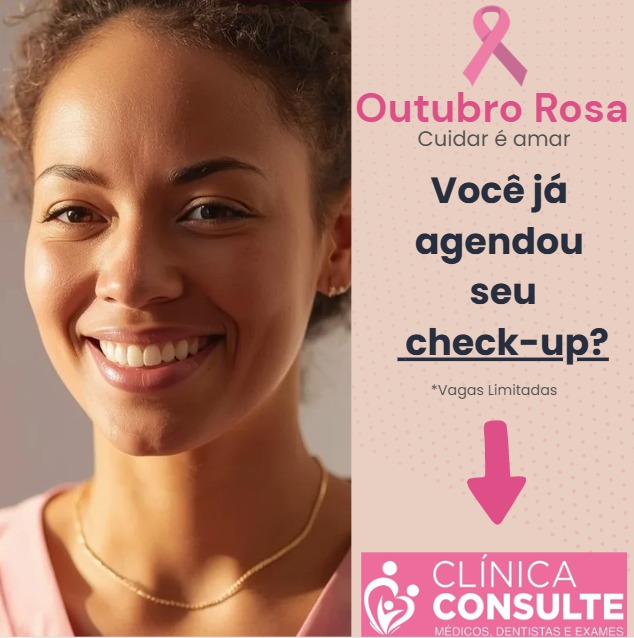 Outubro Rosa
Cuidar é amar
Você já
agendou
seu
check-up?
*Vagas Limitadas
CLÍNICA
CONSULTE
MÉDICOS, DENTISTAS E EXAMES